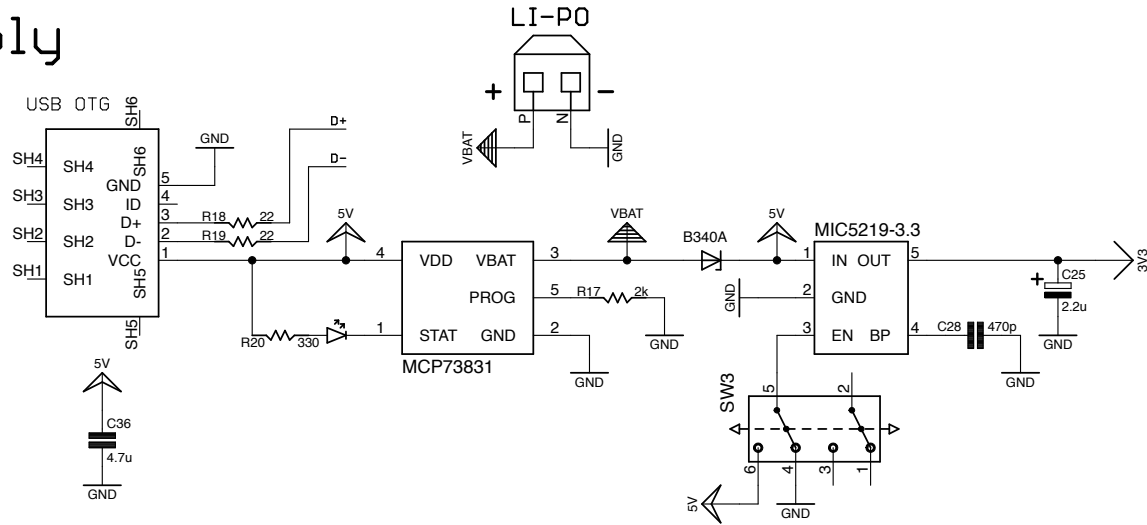 LI-PO
ply
+ -
P N
VBAT GND
USB OTG
SH6
GND
D+
D-
SH4 SH4 SH6
GND 5
SH3 SH3 ID 4
D+ 3 R18 22
SH2 SH2 D- 2 R19 22
VCC 1
SH1 SH1 SH5
SH5
5V
4 VDD VBAT 3
PROG 5 R17 2k
R20 330 1 STAT GND 2
MCP73831
GND
GND
VBAT
B340A
5V
MIC5219-3.3
1 IN OUT 5
GND 2 GND
3 EN BP 4
C28 470p
GND
+ C25
2.2u
GND
3V3
SW3
5 2
6 4 3 1
5V
GND
5V
C36
4.7u
GND